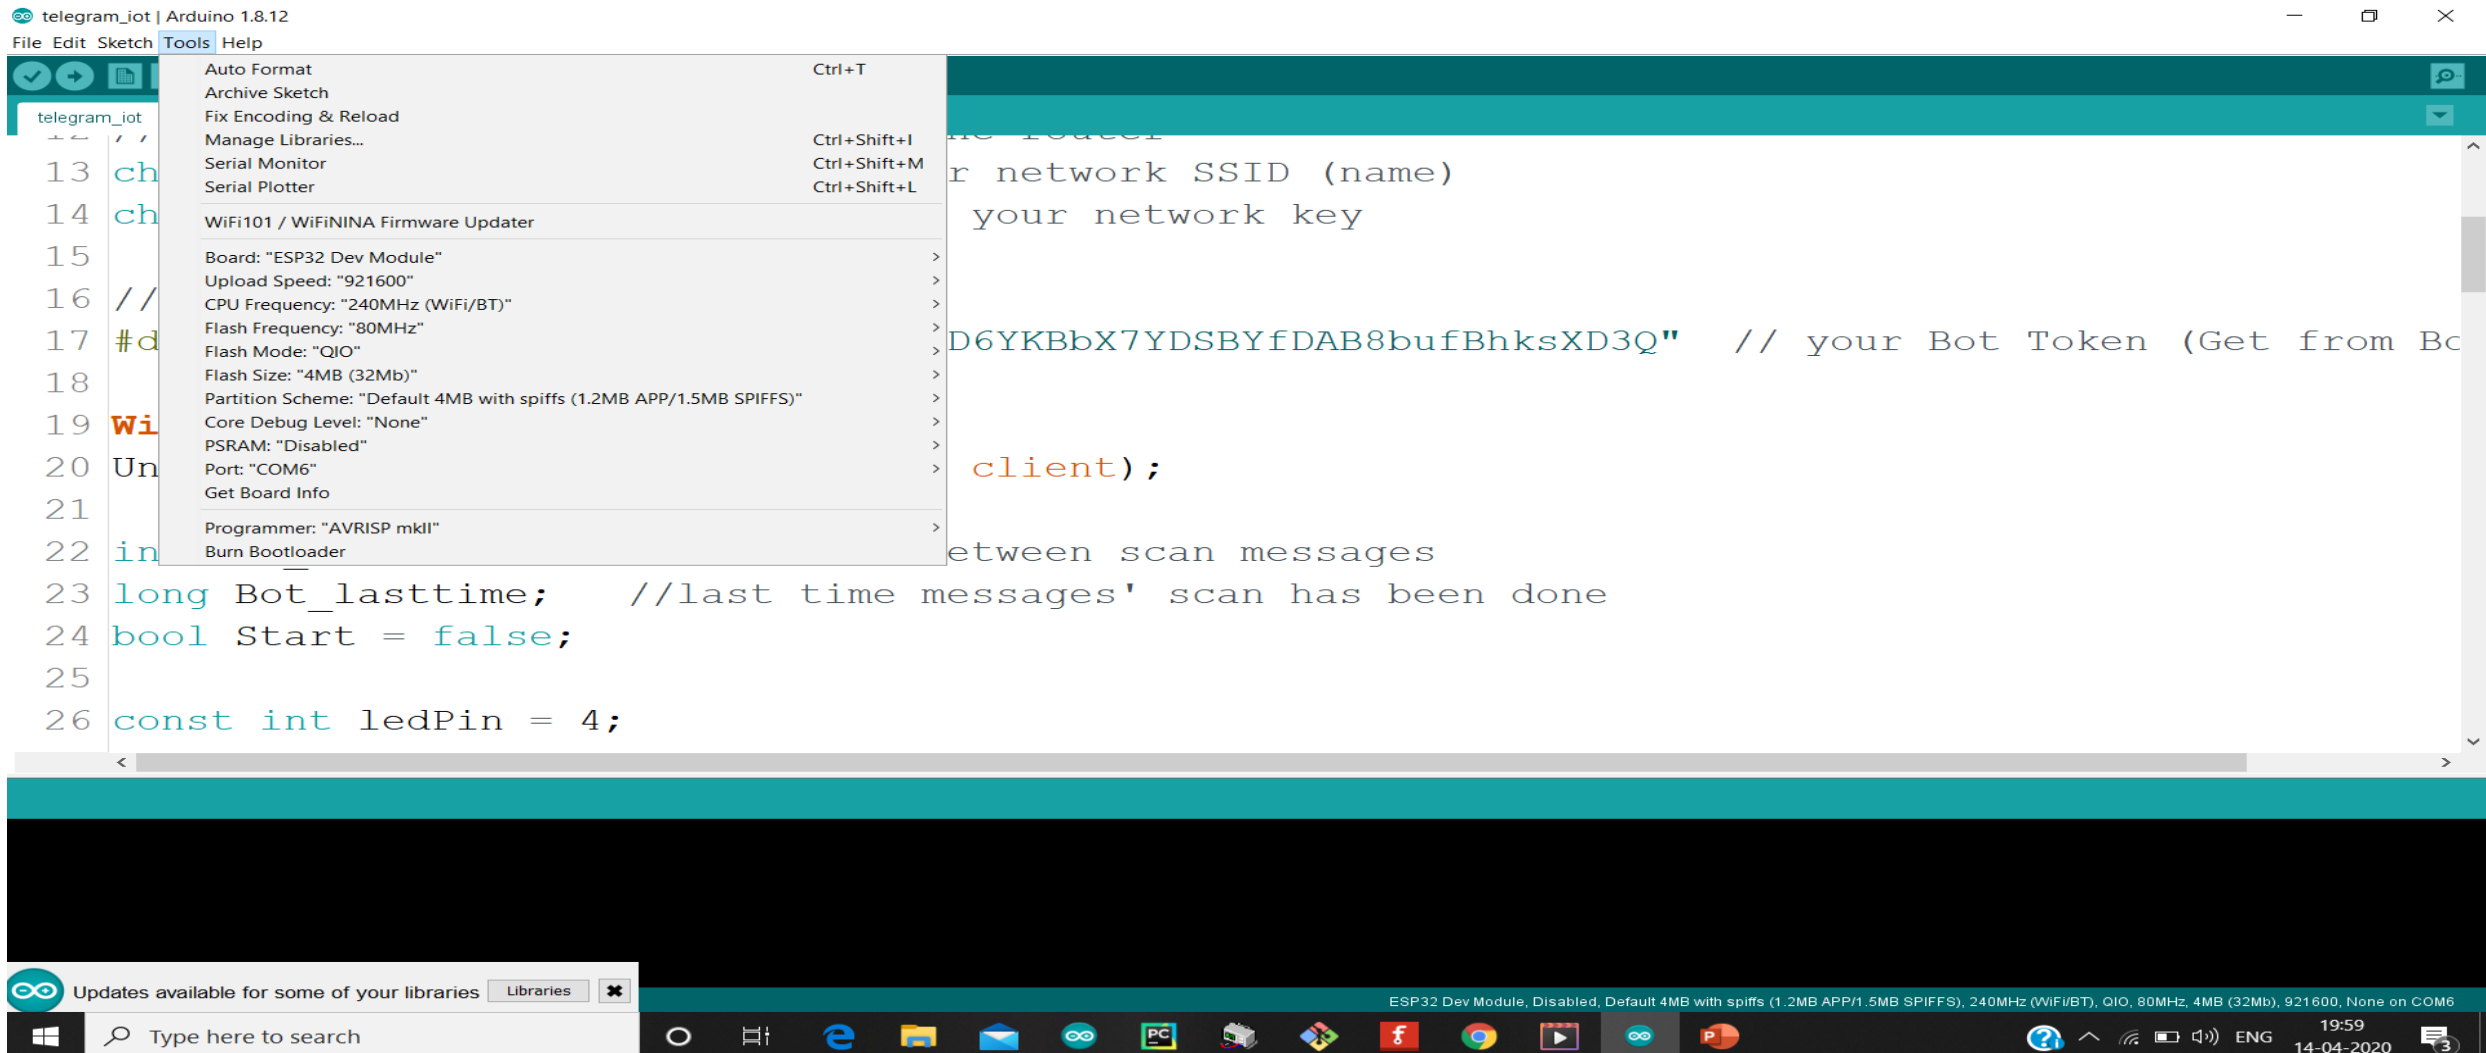 telegram_iot | Arduino 1.8.12
File Edit Sketch Tools Help
Auto Format Ctrl+T
Archive Sketch
Fix Encoding & Reload
Manage Libraries... Ctrl+Shift+I
Serial Monitor Ctrl+Shift+M
Serial Plotter Ctrl+Shift+L
WiFi101 / WiFiNINA Firmware Updater
Board: "ESP32 Dev Module"
Upload Speed: "921600"
CPU Frequency: "240MHz (WiFi/BT)"
Flash Frequency: "80MHz"
Flash Mode: "QIO"
Flash Size: "4MB (32Mb)"
Partition Scheme: "Default 4MB with spiffs (1.2MB APP/1.5MB SPIFFS)"
Core Debug Level: "None"
PSRAM: "Disabled"
Port: "COM6"
Get Board Info
Programmer: "AVRISP mkII"
Burn Bootloader
telegram_iot
12 // router
13 ch r network SSID (name)
14 ch your network key
15
16 //
17 #d D6YKBbX7YDSBYfDAB8bufBhksXD3Q" // your Bot Token (Get from Bo
18
19 Wi
20 Un client);
21
22 in etween scan messages
23 long Bot_lasttime; //last time messages' scan has been done
24 bool Start = false;
25
26 const int ledPin = 4;
Updates available for some of your libraries Libraries
ESP32 Dev Module, Disabled, Default 4MB with spiffs (1.2MB APP/1.5MB SPIFFS), 240MHz (WiFi/BT), QIO, 80MHz, 4MB (32Mb), 921600, None on COM6
Type here to search
PC
ENG
19:59
14-04-2020
3